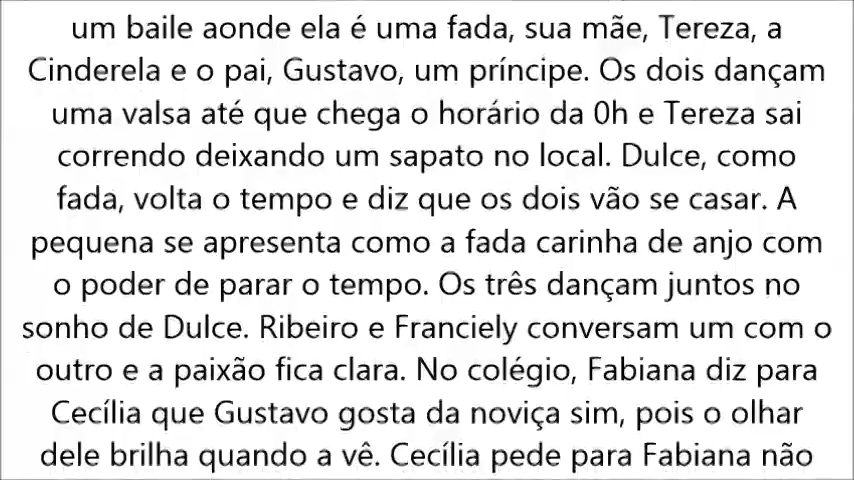 um baile aonde ela é uma fada, sua mãe, Tereza, a
Cinderela e o pai, Gustavo, um príncipe. Os dois dançam
uma valsa até que chega o horário da 0h e Tereza sai
correndo deixando um sapato no local. Dulce, como
fada, volta o tempo e diz que os dois vão se casar. A
pequena se apresenta como a fada carinha de anjo com
o poder de parar o tempo. Os três dançam juntos no
sonho de Dulce. Ribeiro e Franciely conversam um com o
outro e a paixão fica clara. No colégio, Fabiana diz para
Cecília que Gustavo gosta da noviça sim, pois o olhar
dele brilha quando a vê. Cecília pede para Fabiana não